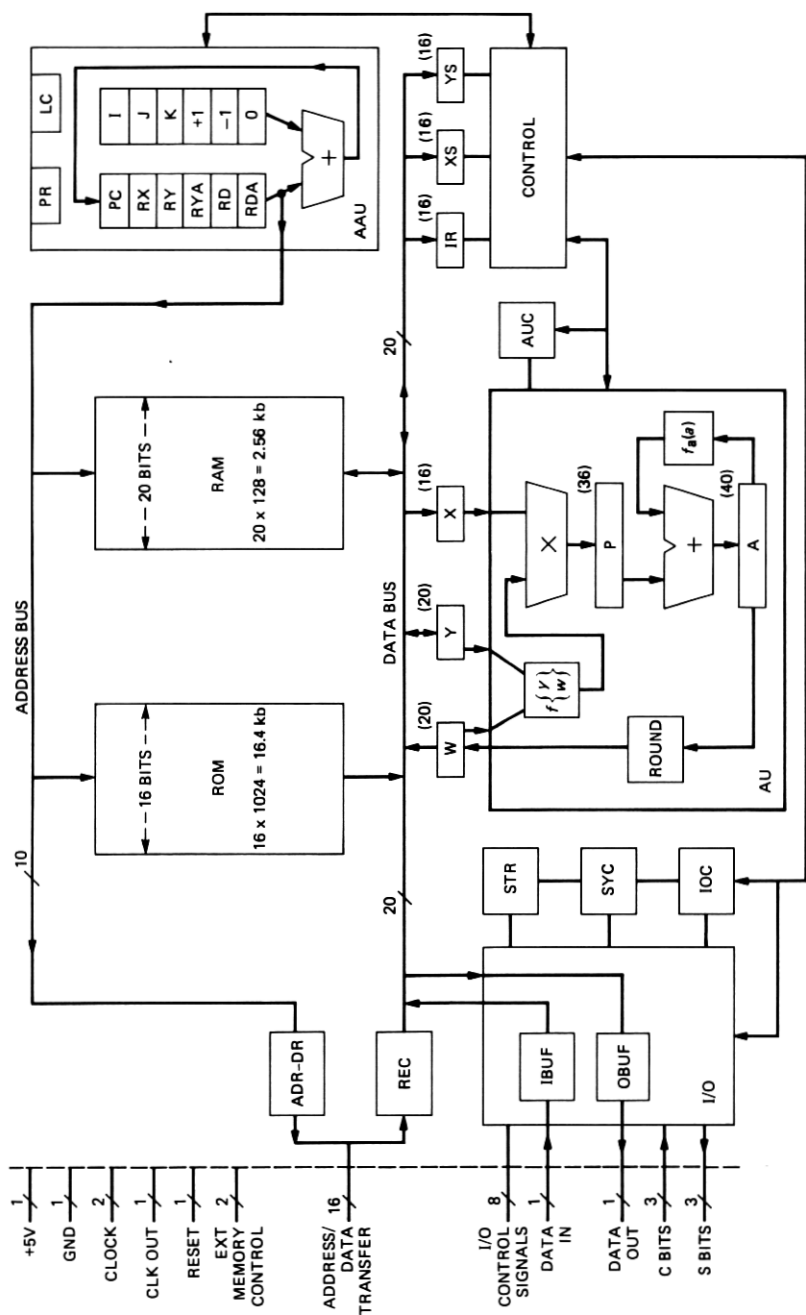 +5V
1
GND
1
CLOCK
2
CLK OUT
1
RESET
1
EXT
MEMORY
CONTROL
2
ADDRESS/
DATA
TRANSFER
16
I/O
CONTROL
SIGNALS
8
DATA
IN
1
DATA
OUT
1
C BITS
3
S BITS
3
ADR-DR
REC
IBUF
OBUF
I/O
STR
SYC
IOC
10
ADDRESS BUS
20
DATA BUS
20
16 BITS
ROM
16 x 1024 = 16.4 kb
20 BITS
RAM
20 x 128 = 2.56 kb
PR
LC
PC
RX
RY
RYA
RD
RDA
I
J
K
+1
-1
0
+
AAU
W
(20)
Y
(20)
X
(16)
IR
(16)
XS
(16)
YS
(16)
CONTROL
AUC
f { y
w }
×
P
(36)
+
fa(a)
A
(40)
ROUND
AU